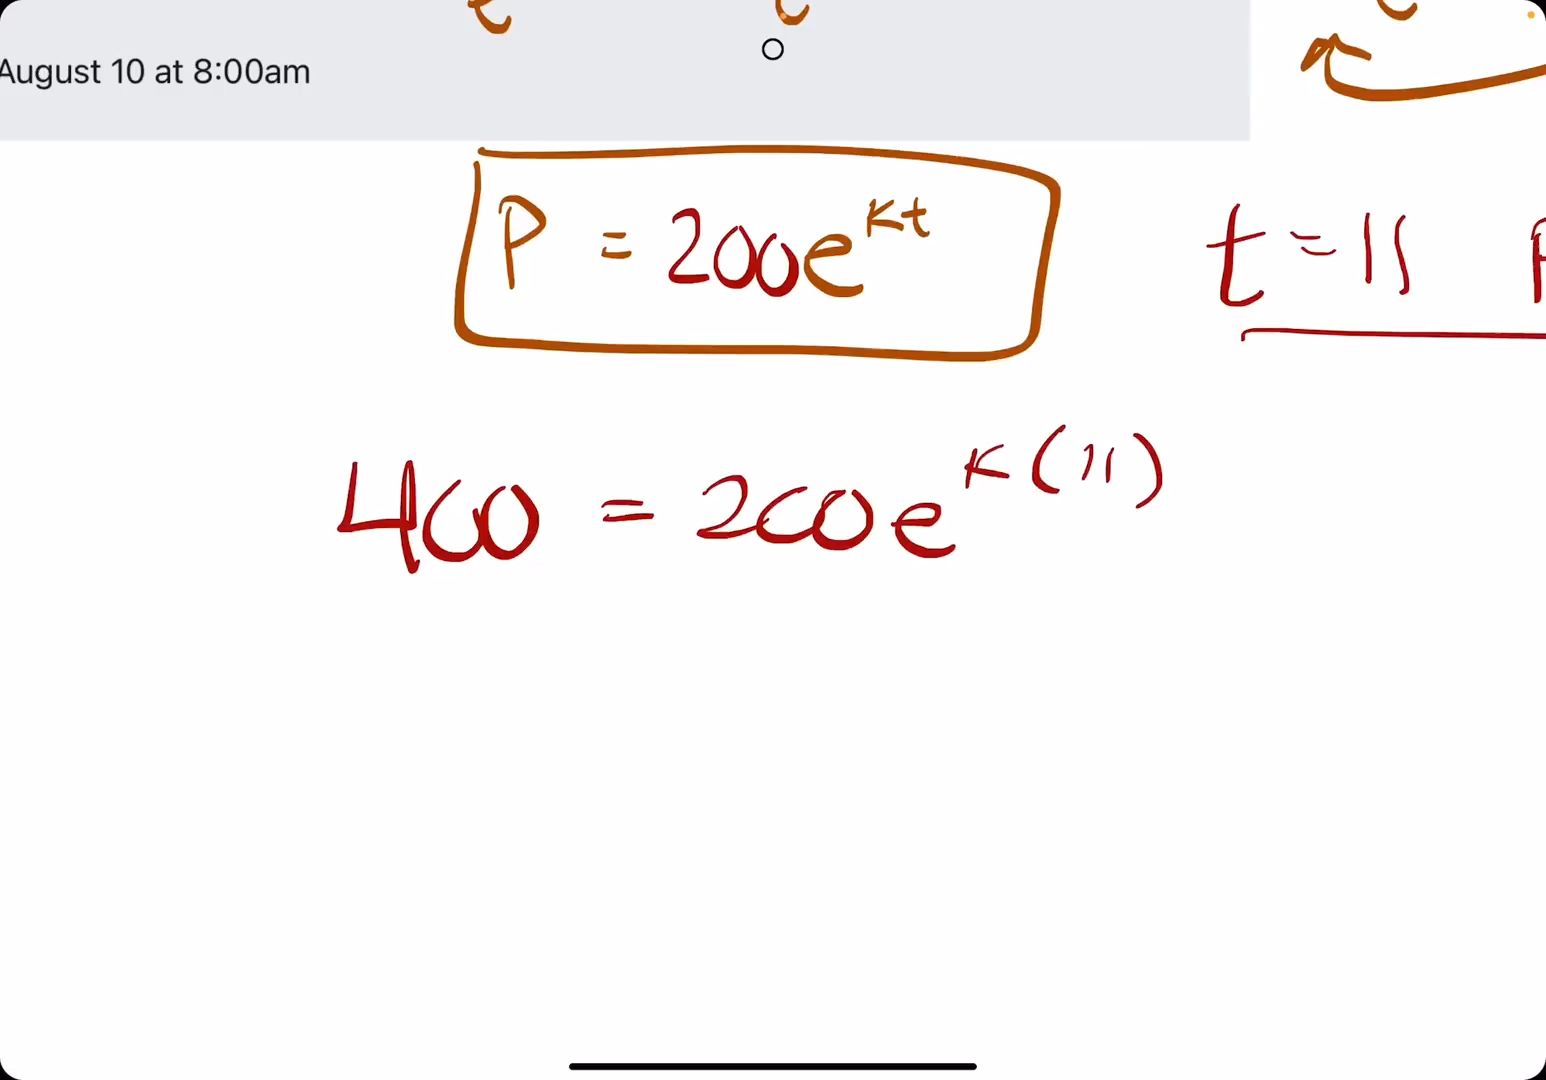 August 10 at 8:00am
P = 200e^{kt}
t = 11
400 = 200e^{k(11)}